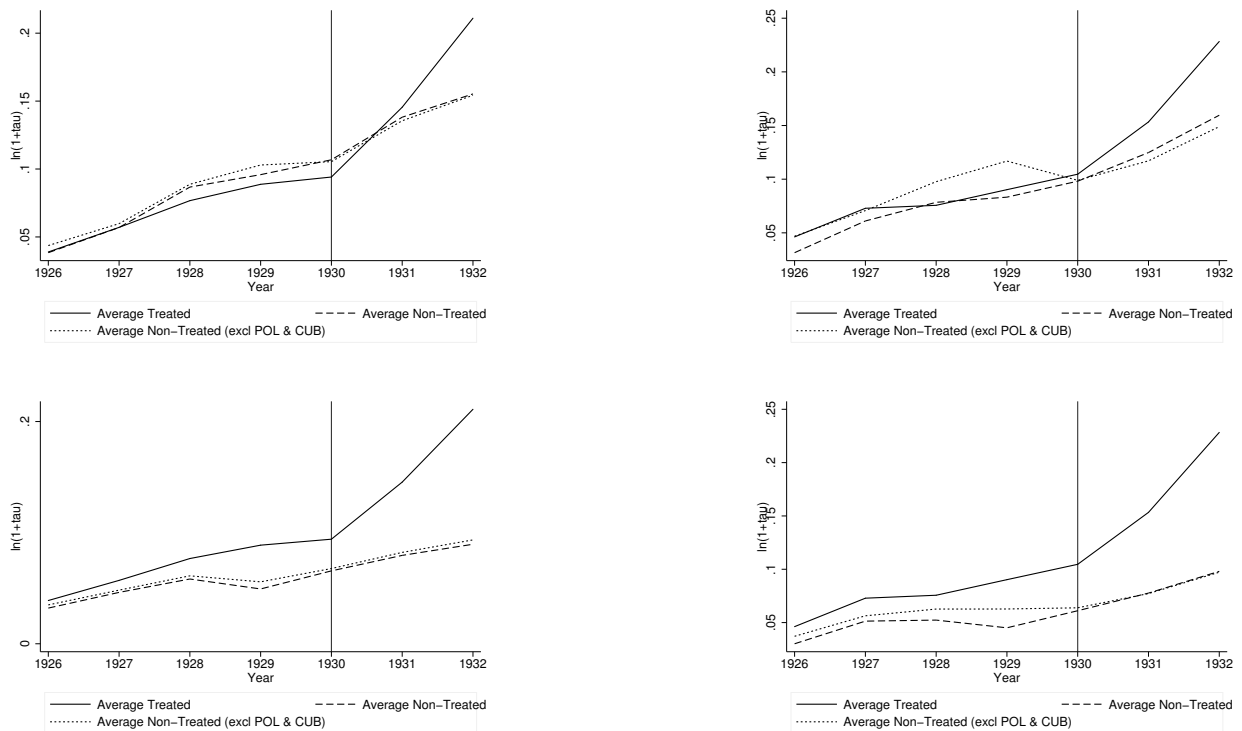 ln(1+tau)
.2
.15
.1
.05
1926 1927 1928 1929 1930 1931 1932
Year
Average Treated Average Non−Treated
Average Non−Treated (excl POL & CUB)
ln(1+tau)
.25
.2
.15
.1
.05
1926 1927 1928 1929 1930 1931 1932
Year
Average Treated Average Non−Treated
Average Non−Treated (excl POL & CUB)
ln(1+tau)
.2
0
1926 1927 1928 1929 1930 1931 1932
Year
Average Treated Average Non−Treated
Average Non−Treated (excl POL & CUB)
ln(1+tau)
.25
.2
.15
.1
.05
1926 1927 1928 1929 1930 1931 1932
Year
Average Treated Average Non−Treated
Average Non−Treated (excl POL & CUB)